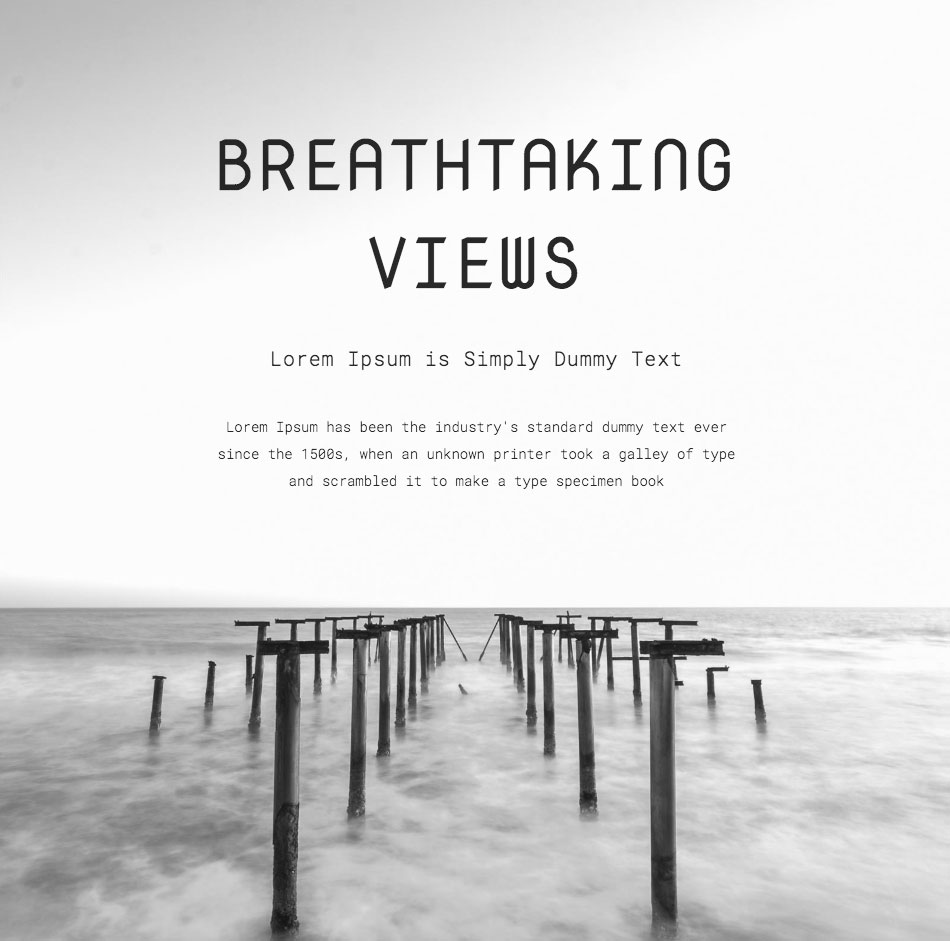 BREATHTAKING
VIEWS
Lorem Ipsum is Simply Dummy Text
Lorem Ipsum has been the industry's standard dummy text ever
since the 1500s, when an unknown printer took a galley of type
and scrambled it to make a type specimen book